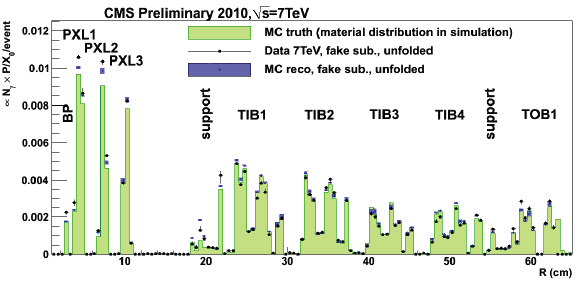 CMS Preliminary 2010,√s=7TeV
∝ Nγ × P/X₀/event
0.012
0.01
0.008
0.006
0.004
0.002
0
MC truth (material distribution in simulation)
Data 7TeV, fake sub., unfolded
MC reco, fake sub., unfolded
PXL1
PXL2
PXL3
BP
support
TIB1
TIB2
TIB3
TIB4
support
TOB1
10
20
30
40
50
60
R (cm)